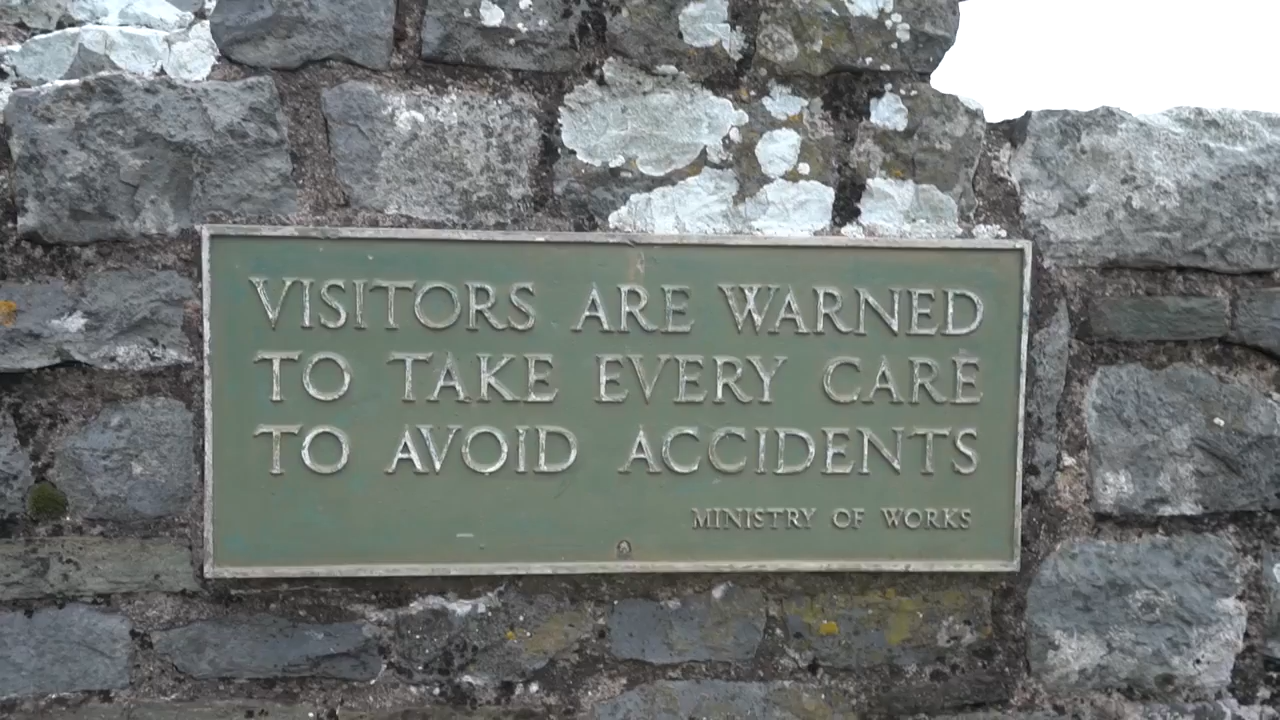 VISITORS ARE WARNED
TO TAKE EVERY CARE
TO AVOID ACCIDENTS
MINISTRY OF WORKS